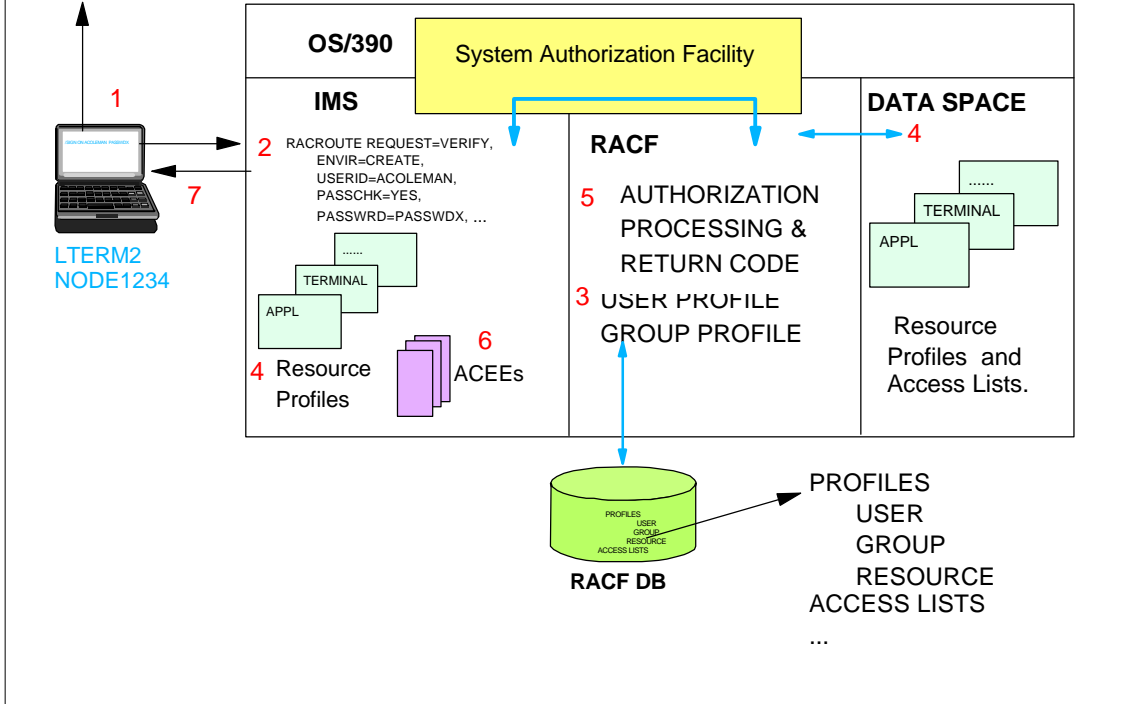 OS/390
System Authorization Facility
1
IMS
DATA SPACE
2
RACROUTE REQUEST=VERIFY,
ENVIR=CREATE,
USERID=ACOLEMAN,
PASSCHK=YES,
PASSWRD=PASSWDX, ...
7
LTERM2
NODE1234
......
TERMINAL
APPL
4
Resource
Profiles
6
ACEEs
RACF
5
AUTHORIZATION
PROCESSING &
RETURN CODE
3
USER PROFILE
GROUP PROFILE
4
......
TERMINAL
APPL
Resource
Profiles and
Access Lists.
PROFILES
USER
GROUP
RESOURCE
ACCESS LISTS
RACF DB
PROFILES
USER
GROUP
RESOURCE
ACCESS LISTS
...